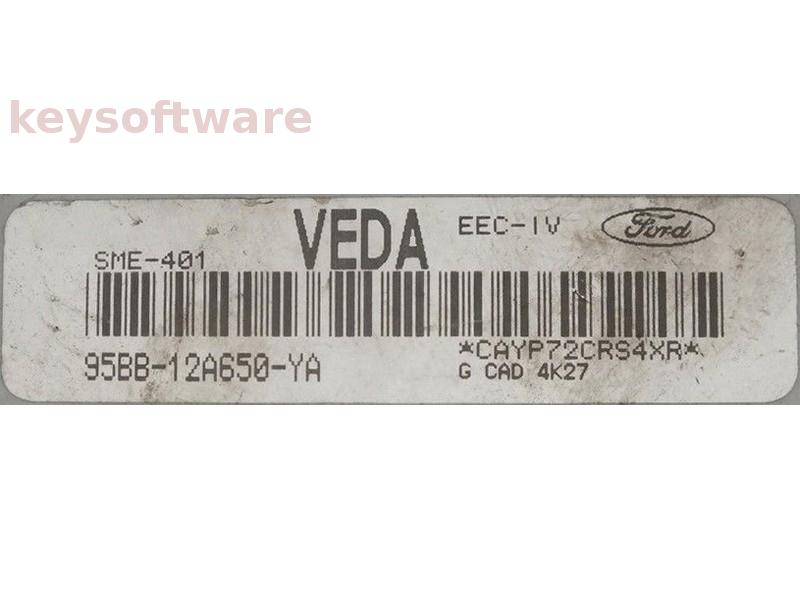 keysoftware
VEDA
EEC-IV
Ford
SME-401
95BB-12A650-YA
*CAYP72CRS4XR*
G CAD 4K27